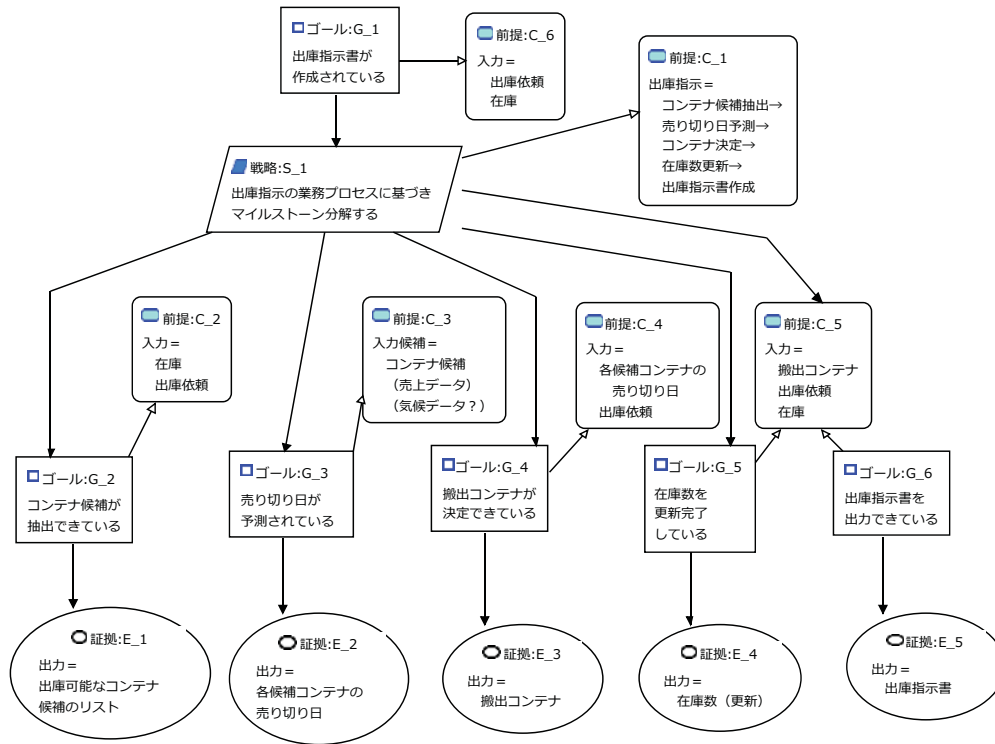 ゴール:G_1
出庫指示書が
作成されている
前提:C_6
入力＝
出庫依頼
在庫
前提:C_1
出庫指示＝
コンテナ候補抽出→
売り切り日予測→
コンテナ決定→
在庫数更新→
出庫指示書作成
戦略:S_1
出庫指示の業務プロセスに基づき
マイルストーン分解する
前提:C_2
入力＝
在庫
出庫依頼
前提:C_3
入力候補＝
コンテナ候補
（売上データ）
（気候データ？）
前提:C_4
入力＝
各候補コンテナの
売り切り日
出庫依頼
前提:C_5
入力＝
搬出コンテナ
出庫依頼
在庫
ゴール:G_2
コンテナ候補が
抽出できている
ゴール:G_3
売り切り日が
予測されている
ゴール:G_4
搬出コンテナが
決定できている
ゴール:G_5
在庫数を
更新完了
している
ゴール:G_6
出庫指示書を
出力できている
証拠:E_1
出力＝
出庫可能なコンテナ
候補のリスト
証拠:E_2
出力＝
各候補コンテナの
売り切り日
証拠:E_3
出力＝
搬出コンテナ
証拠:E_4
出力＝
在庫数（更新）
証拠:E_5
出力＝
出庫指示書